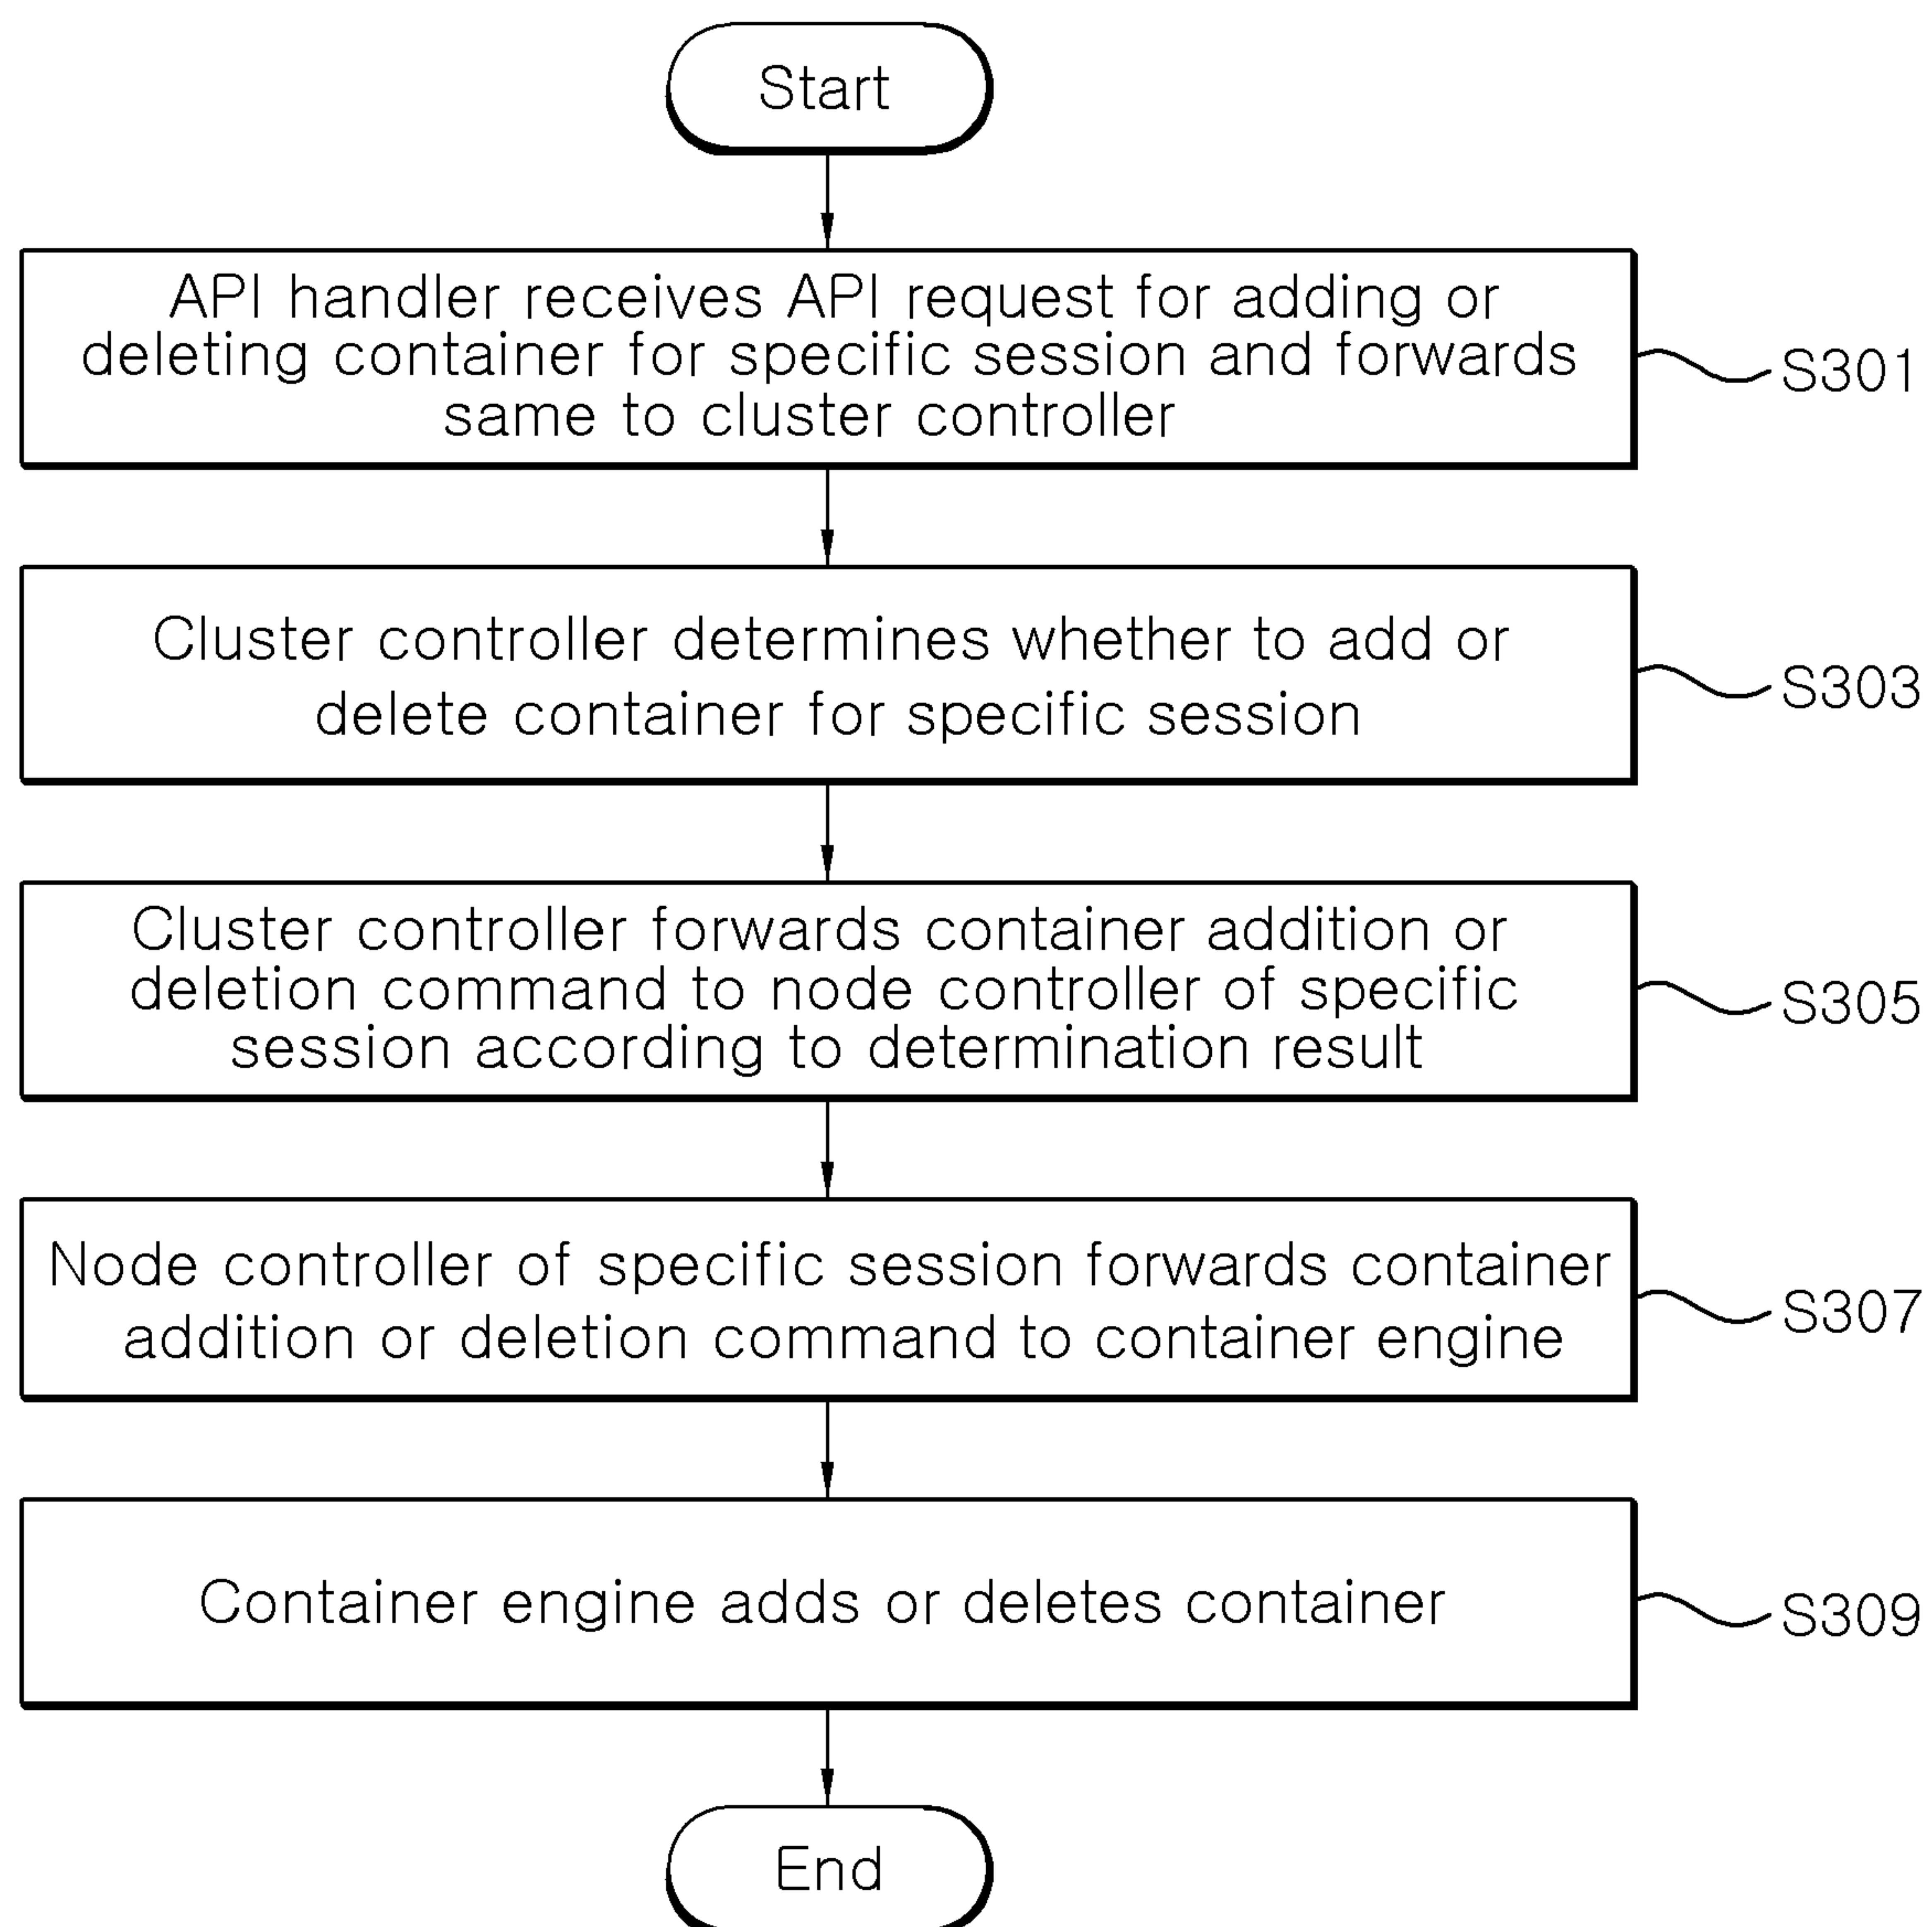 Start
API handler receives API request for adding or
deleting container for specific session and forwards
same to cluster controller
S301
Cluster controller determines whether to add or
delete container for specific session
S303
Cluster controller forwards container addition or
deletion command to node controller of specific
session according to determination result
S305
Node controller of specific session forwards container
addition or deletion command to container engine
S307
Container engine adds or deletes container
S309
End